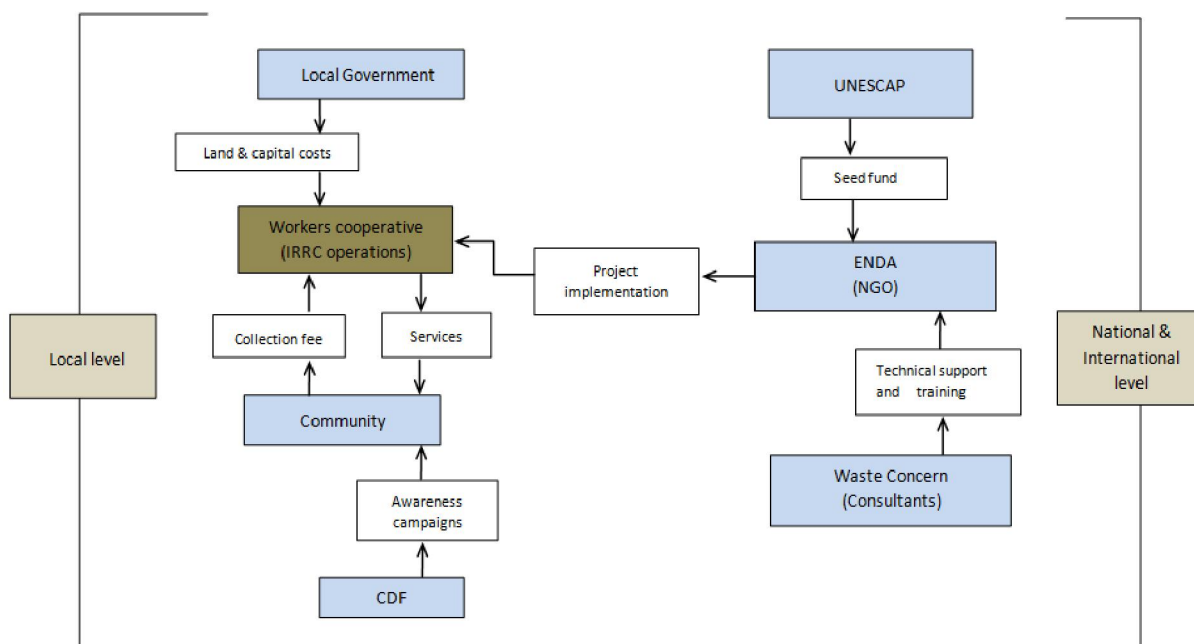 Local Government
UNESCAP
Land & capital costs
Seed fund
Workers cooperative
(IRRC operations)
ENDA
(NGO)
Project
implementation
Collection fee
Services
Local level
National &
International
level
Technical support
and training
Community
Waste Concern
(Consultants)
Awareness
campaigns
CDF